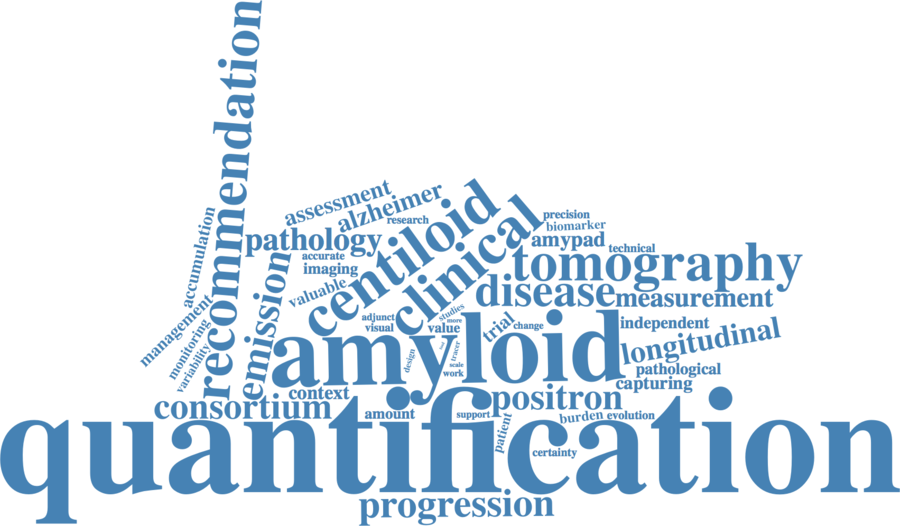 recommendation
assessment
alzheimer
research
accumulation
pathology
accurate
imaging
valuable
centiloid
clinical
precision
biomarker
amypad
technical
tomography
emission
disease
measurement
management
monitoring
variability
adjunct
visual
studies
more
value
trial
change
independent
longitudinal
amyloid
design
and
tracer
scale
work
pathological
capturing
context
consortium
amount
support
positron
patient
burden
evolution
certainty
quantification
progression